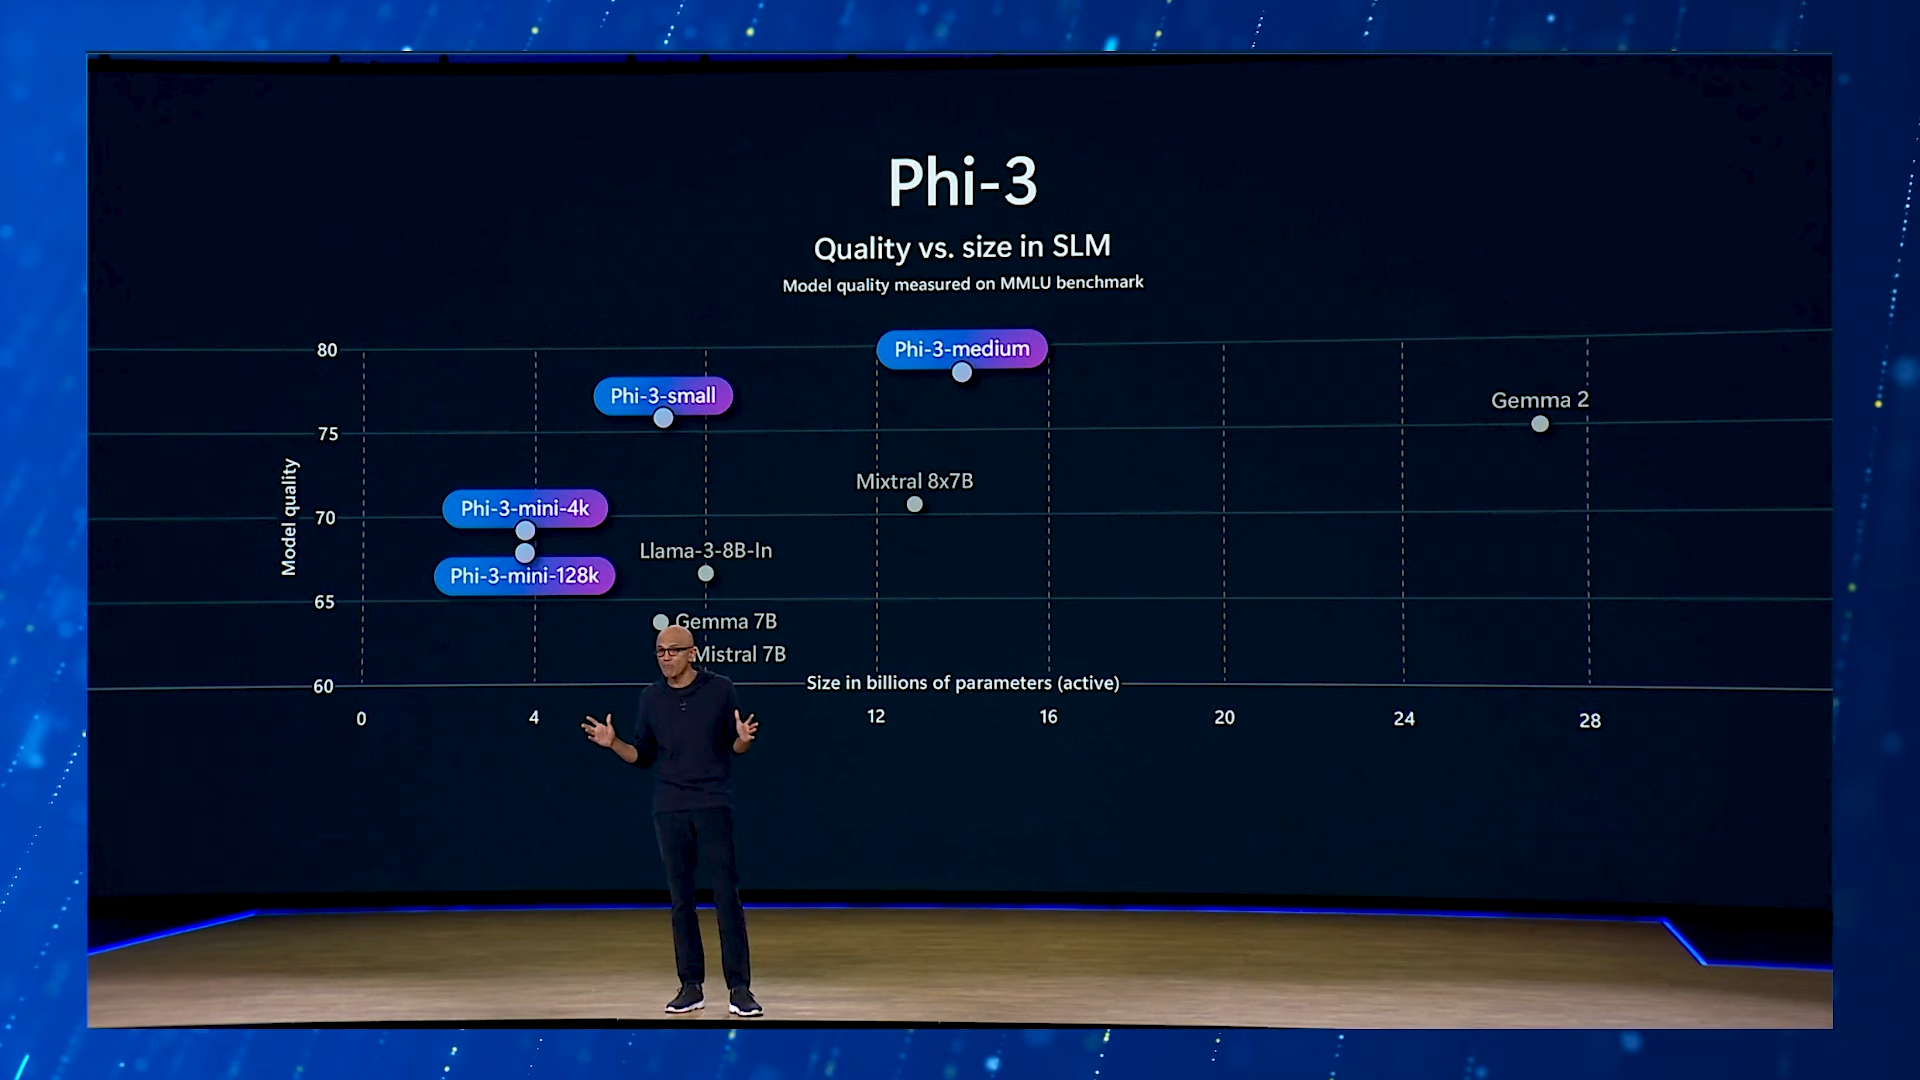 Phi-3
Quality vs. size in SLM
Model quality measured on MMLU benchmark
80
Phi-3-medium
Phi-3-small
Gemma 2
75
Mixtral 8x7B
Phi-3-mini-4k
70
Model quality
Llama-3-8B-In
Phi-3-mini-128k
65
Gemma 7B
Mistral 7B
60
Size in billions of parameters (active)
0
4
12
16
20
24
28